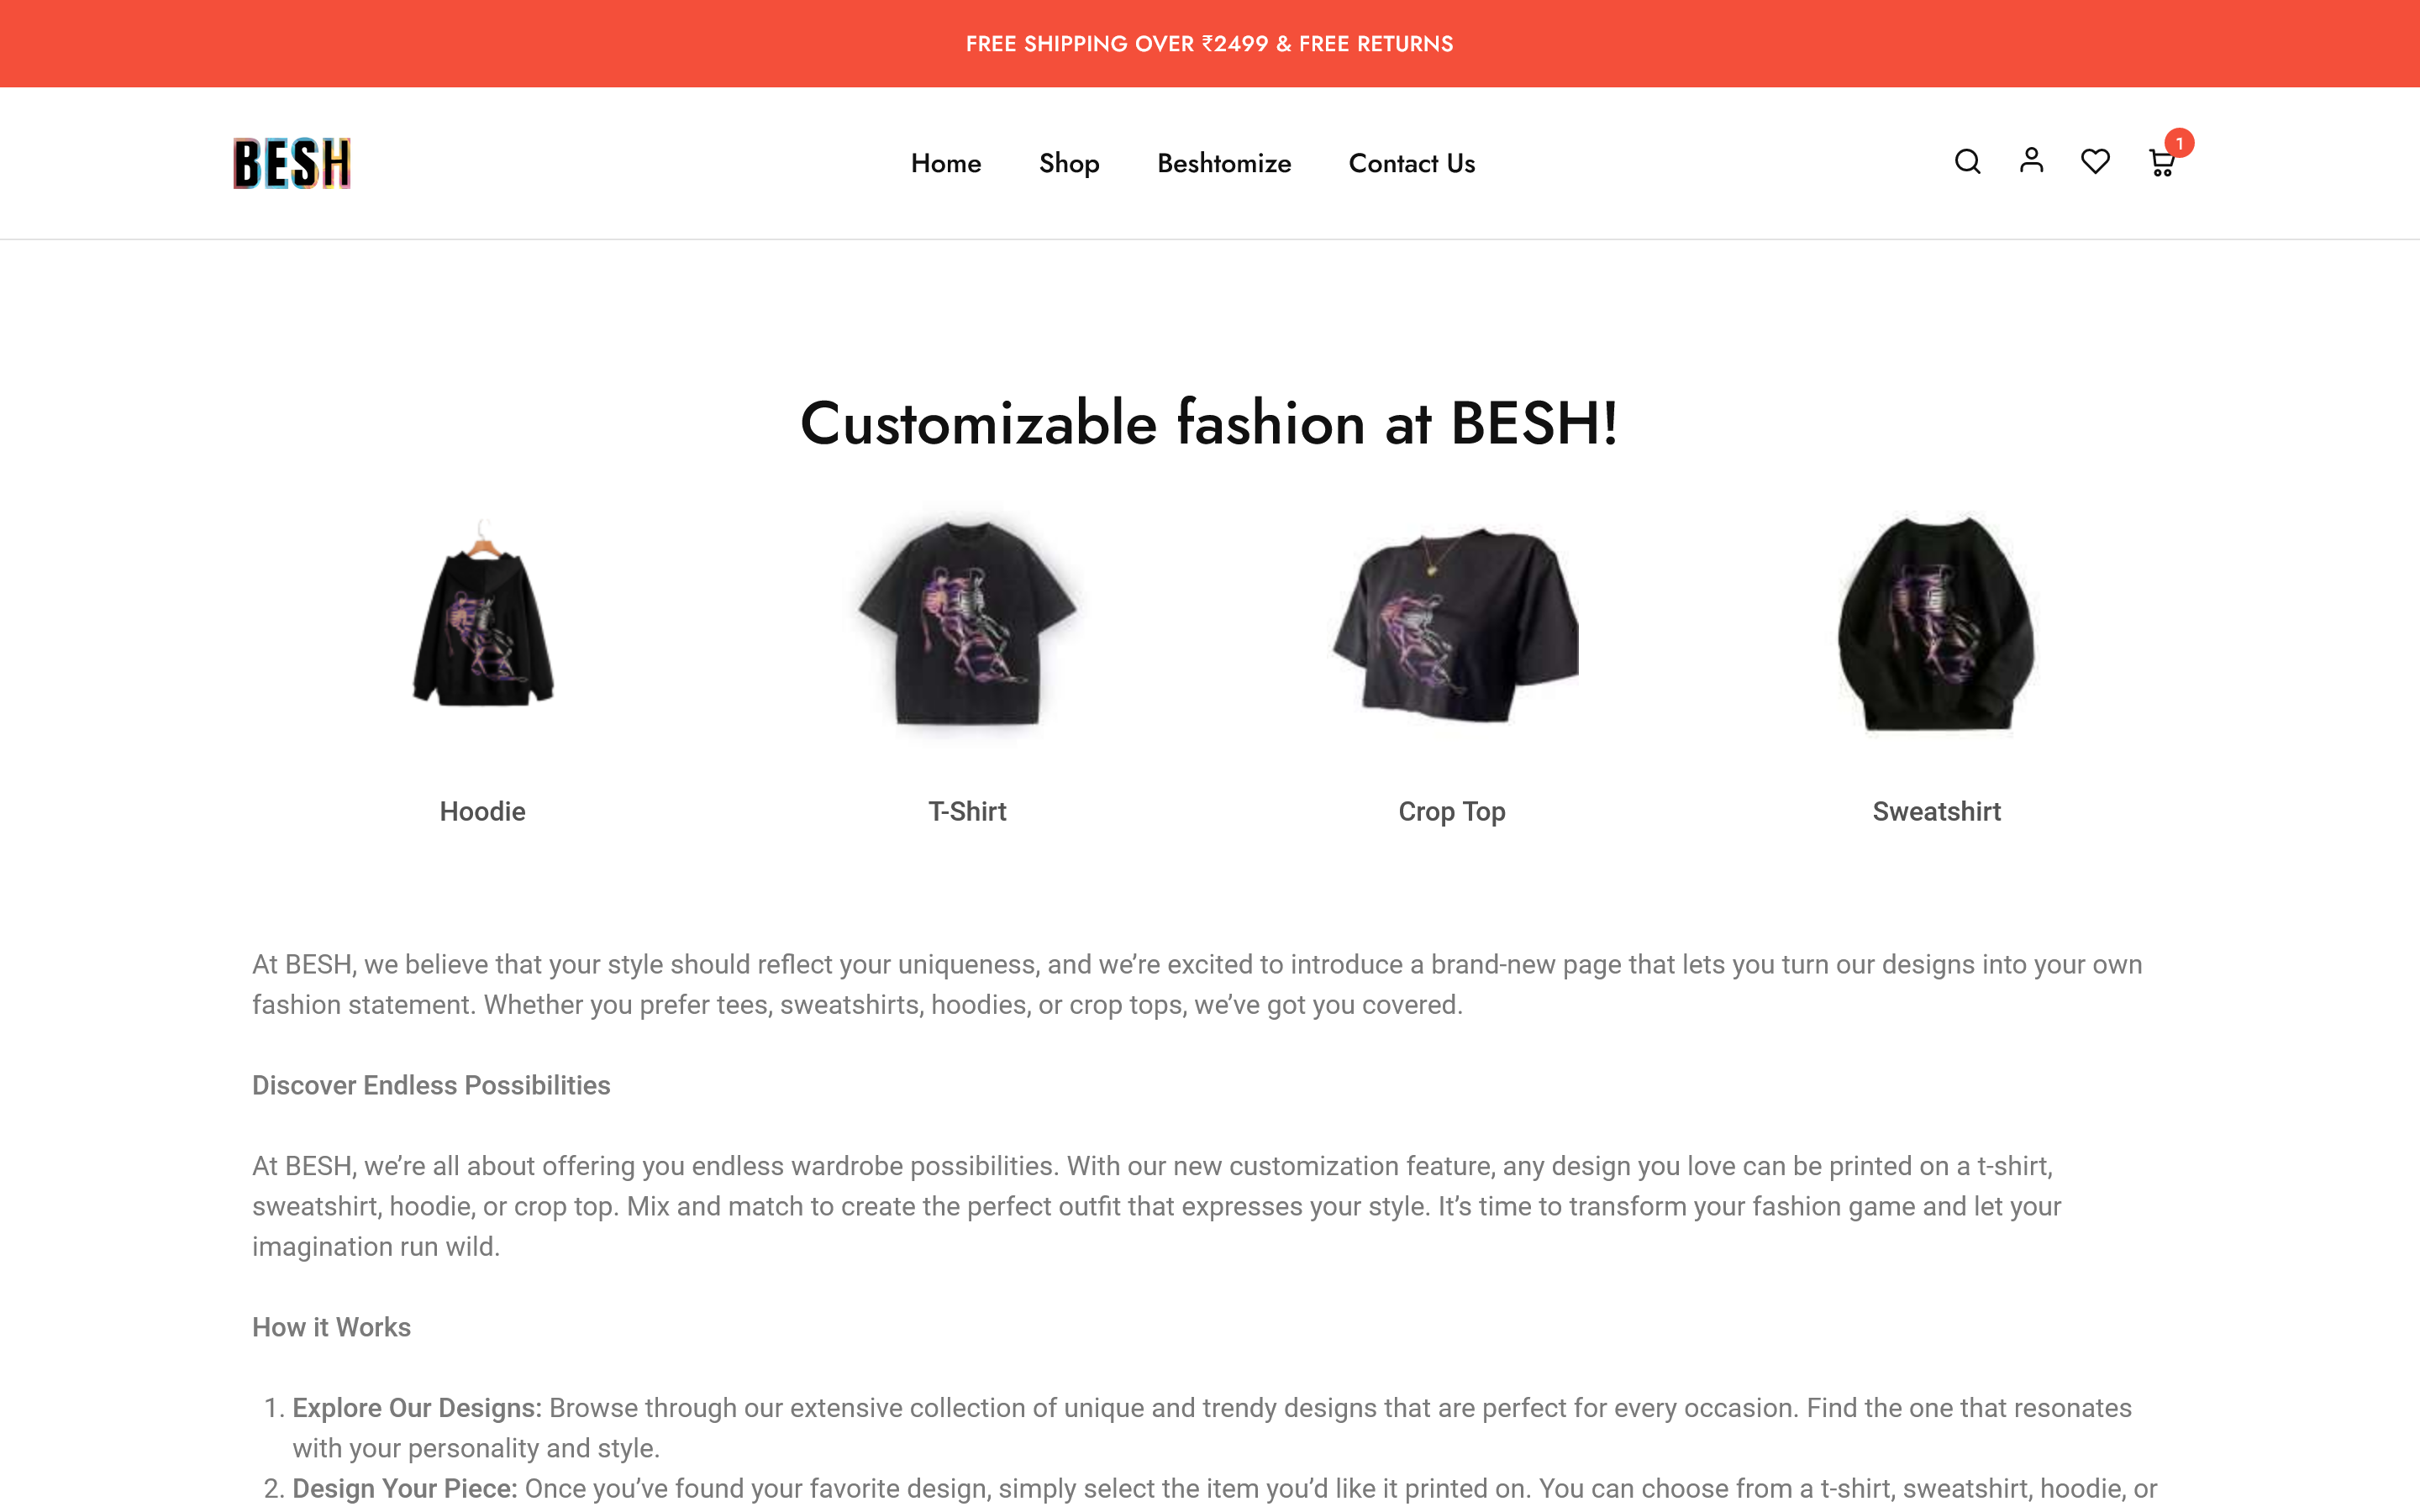 FREE SHIPPING OVER ₹2499 & FREE RETURNS
BESH
Home
Shop
Beshtomize
Contact Us
1
Customizable fashion at BESH!
Hoodie
T-Shirt
Crop Top
Sweatshirt
At BESH, we believe that your style should reflect your uniqueness, and we’re excited to introduce a brand-new page that lets you turn our designs into your own
fashion statement. Whether you prefer tees, sweatshirts, hoodies, or crop tops, we’ve got you covered.
Discover Endless Possibilities
At BESH, we’re all about offering you endless wardrobe possibilities. With our new customization feature, any design you love can be printed on a t-shirt,
sweatshirt, hoodie, or crop top. Mix and match to create the perfect outfit that expresses your style. It’s time to transform your fashion game and let your
imagination run wild.
How it Works
1. Explore Our Designs: Browse through our extensive collection of unique and trendy designs that are perfect for every occasion. Find the one that resonates
with your personality and style.
2. Design Your Piece: Once you’ve found your favorite design, simply select the item you’d like it printed on. You can choose from a t-shirt, sweatshirt, hoodie, or